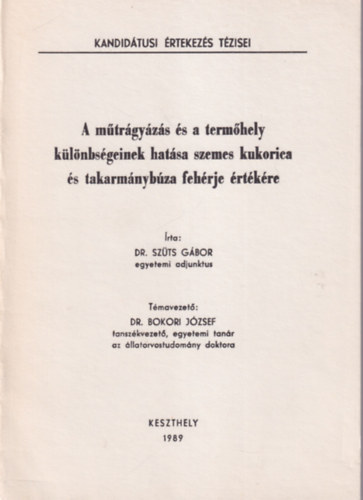 KANDIDÁTUSI ÉRTEKEZÉS TÉZISEI
A műtrágyázás és a termőhely
különbségeinek hatása szemes kukorica
és takarmánybúza fehérje értékére
Írta:
DR. SZÜTS GÁBOR
egyetemi adjunktus
Témavezető:
DR. BOKORI JÓZSEF
tanszékvezető, egyetemi tanár
az állatorvostudomány doktora
KESZTHELY
1989